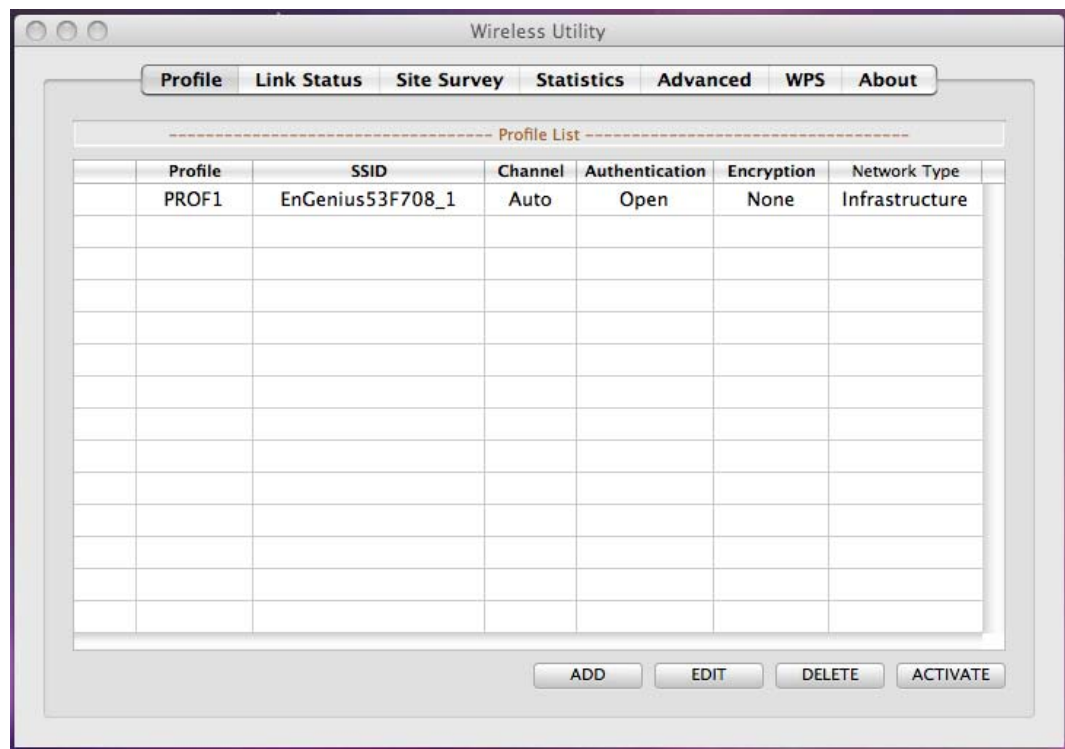 Wireless Utility
Profile Link Status Site Survey Statistics Advanced WPS About
----------------------------------- Profile List -----------------------------------
Profile SSID Channel Authentication Encryption Network Type
PROF1 EnGenius53F708_1 Auto Open None Infrastructure
ADD EDIT DELETE ACTIVATE